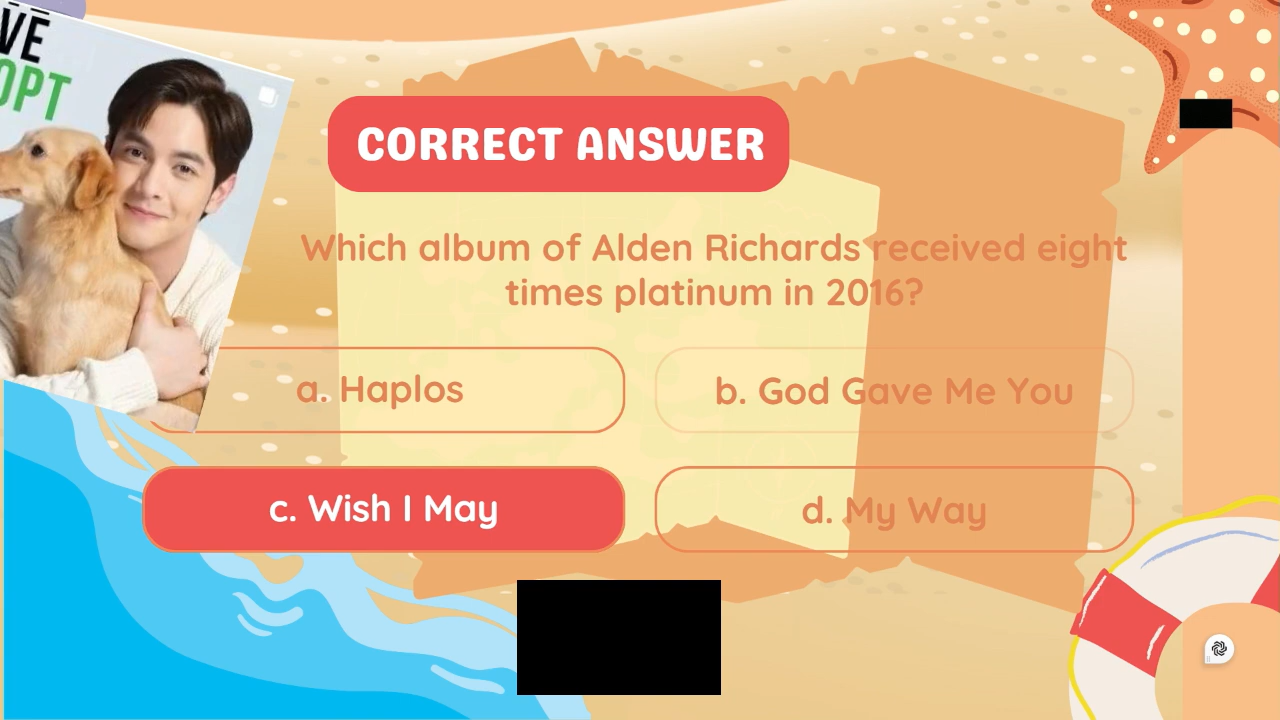 CORRECT ANSWER
Which album of Alden Richards received eight
times platinum in 2016?
a. Haplos
b. God Gave Me You
c. Wish I May
d. My Way